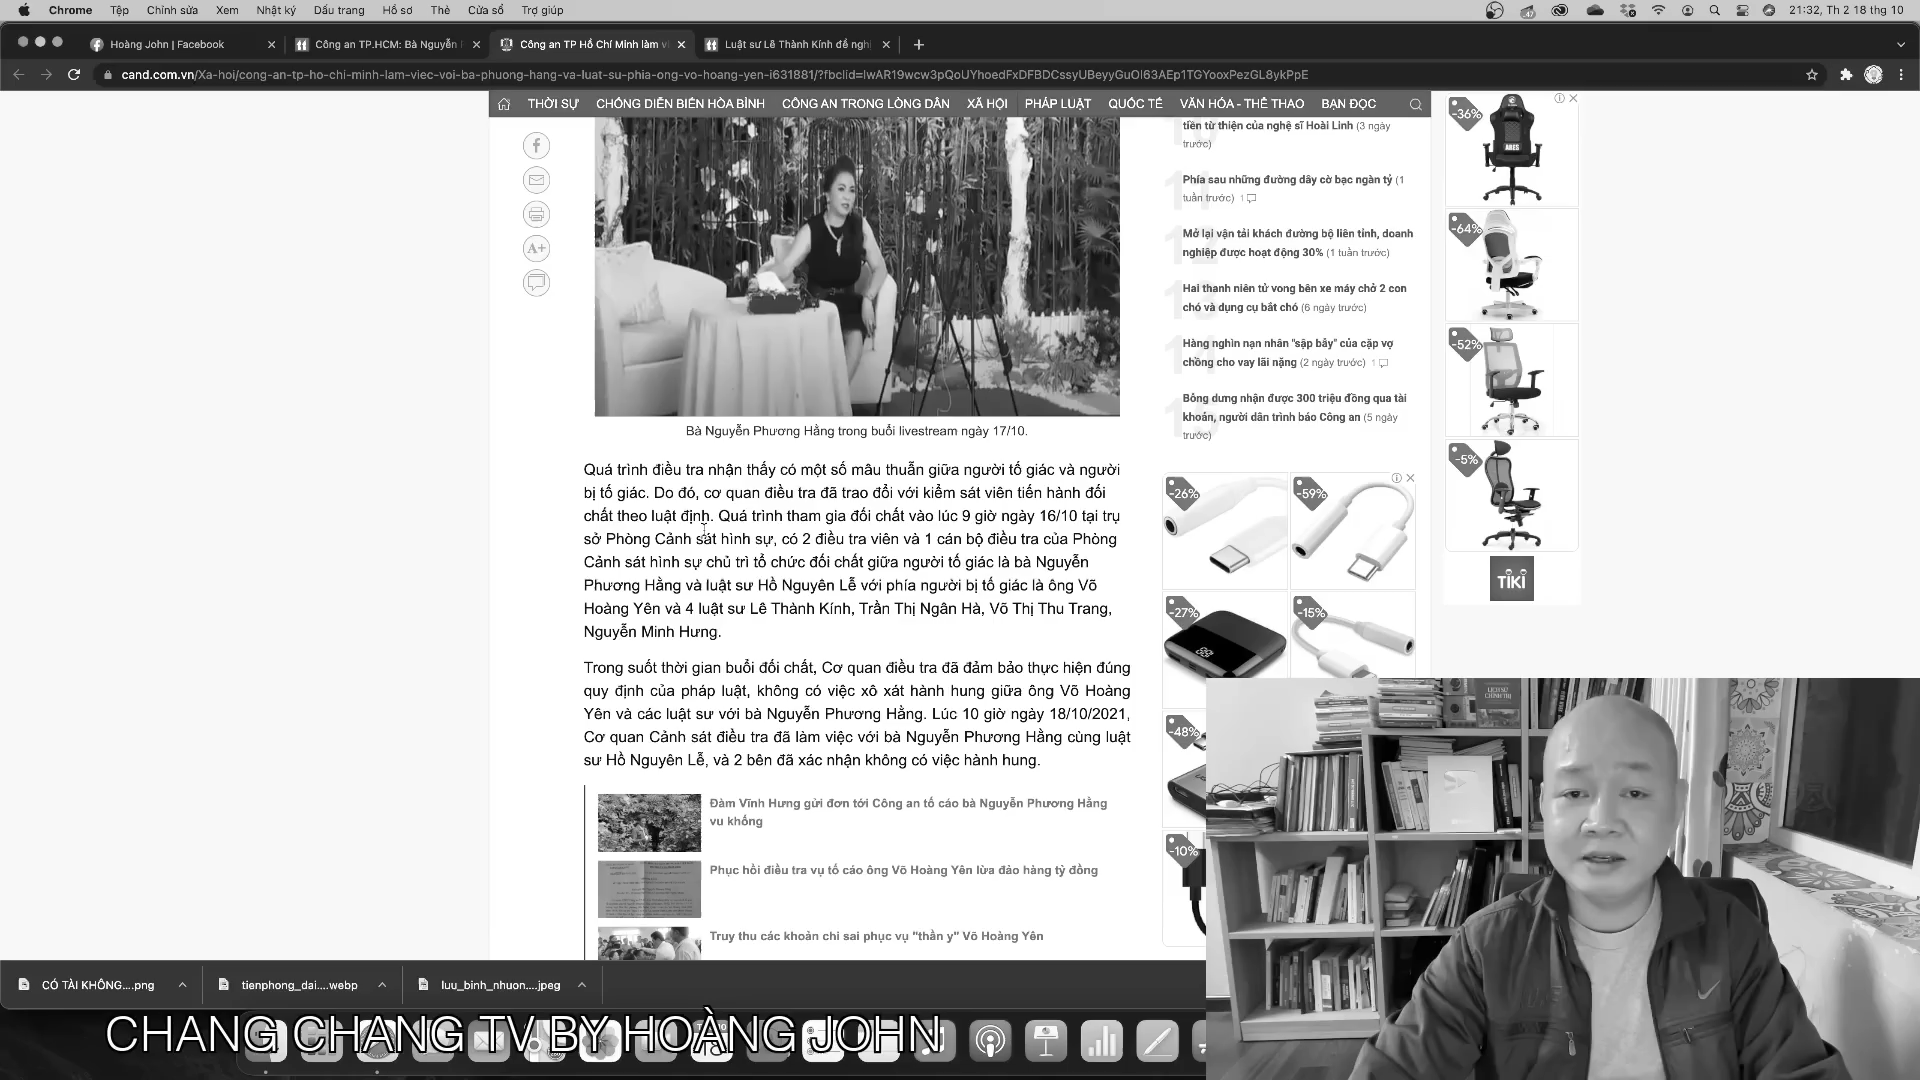 Chrome Tệp Chỉnh sửa Xem Nhật ký Dấu trang Hồ sơ Thẻ Cửa sổ Trợ giúp
21:32, Th 2 18 thg 10
Hoàng John | Facebook
Công an TP.HCM: Bà Nguyễn
Công an TP Hồ Chí Minh làm vi
Luật sư Lê Thành Kính đề nghị
cand.com.vn/Xa-hoi/cong-an-tp-ho-chi-minh-lam-viec-voi-ba-phuong-hang-va-luat-su-phia-ong-vo-hoang-yen-i631881/?fbclid=IwAR19wcw3pQoUYhoedFxDFBDCssyUBeyyGuOI63AEp1TGYooxPezGL8ykPpE
THỜI SỰ CHỐNG DIỄN BIẾN HÒA BÌNH CÔNG AN TRONG LÒNG DÂN XÃ HỘI PHÁP LUẬT QUỐC TẾ VĂN HÓA - THỂ THAO BẠN ĐỌC
A+
Bà Nguyễn Phương Hằng trong buổi livestream ngày 17/10.
Quá trình điều tra nhận thấy có một số mâu thuẫn giữa người tố giác và người
bị tố giác. Do đó, cơ quan điều tra đã trao đổi với kiểm sát viên tiến hành đối
chất theo luật định. Quá trình tham gia đối chất vào lúc 9 giờ ngày 16/10 tại trụ
sở Phòng Cảnh sát hình sự, có 2 điều tra viên và 1 cán bộ điều tra của Phòng
Cảnh sát hình sự chủ trì tổ chức đối chất giữa người tố giác là bà Nguyễn
Phương Hằng và luật sư Hồ Nguyên Lễ với phía người bị tố giác là ông Võ
Hoàng Yên và 4 luật sư Lê Thành Kính, Trần Thị Ngân Hà, Võ Thị Thu Trang,
Nguyễn Minh Hưng.
Trong suốt thời gian buổi đối chất, Cơ quan điều tra đã đảm bảo thực hiện đúng
quy định của pháp luật, không có việc xô xát hành hung giữa ông Võ Hoàng
Yên và các luật sư với bà Nguyễn Phương Hằng. Lúc 10 giờ ngày 18/10/2021,
Cơ quan Cảnh sát điều tra đã làm việc với bà Nguyễn Phương Hằng cùng luật
sư Hồ Nguyên Lễ, và 2 bên đã xác nhận không có việc hành hung.
Đàm Vĩnh Hưng gửi đơn tới Công an tố cáo bà Nguyễn Phương Hằng
vu khống
Phục hồi điều tra vụ tố cáo ông Võ Hoàng Yên lừa đảo hàng tỷ đồng
Truy thu các khoản chi sai phục vụ "thần y" Võ Hoàng Yên
tiền từ thiện của nghệ sĩ Hoài Linh (3 ngày
trước)
11
Phía sau những đường dây cờ bạc ngàn tỷ (1
tuần trước) 1
12
Mở lại vận tải khách đường bộ liên tỉnh, doanh
nghiệp được hoạt động 30% (1 tuần trước)
13
Hai thanh niên tử vong bên xe máy chở 2 con
chó và dụng cụ bắt chó (6 ngày trước)
14
Hàng nghìn nạn nhân "sập bẫy" của cặp vợ
chồng cho vay lãi nặng (2 ngày trước) 1
15
Bỗng dưng nhận được 300 triệu đồng qua tài
khoản, người dân trình báo Công an (5 ngày
trước)
-26%
-59%
-27%
-15%
-48%
-10%
-36%
ARES
-64%
-52%
-5%
TIKI
LỊCH SỬ
CHÍNH TRỊ
CÓ TÀI KHÔNG....png
tienphong_dai....webp
luu_binh_nhuon....jpeg
CHANG CHANG TV BY HOÀNG JOHN